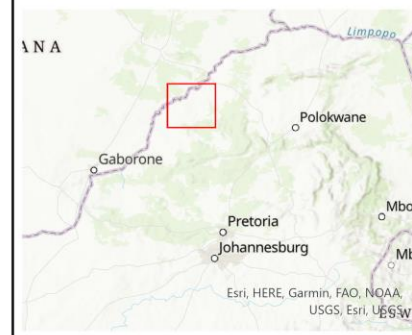 Limpopo
ANA
Polokwane
Gaborone
Mbo
Pretoria
Johannesburg
Mb
Esri, HERE, Garmin, FAO, NOAA,
USGS, Esri, USGS